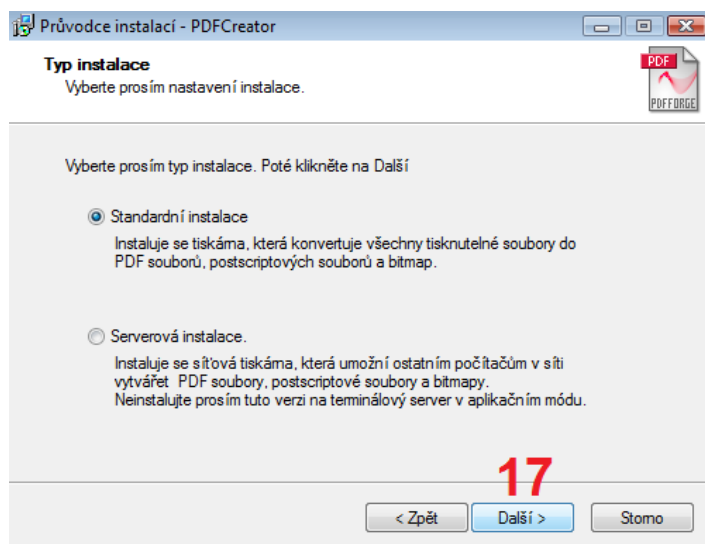 Průvodce instalací - PDFCreator
Typ instalace
Vyberte prosím nastavení instalace.
PDF
PDFFORGE
Vyberte prosím typ instalace. Poté klikněte na Další
Standardní instalace
Instaluje se tiskárna, která konvertuje všechny tisknutelné soubory do
PDF souborů, postscriptových souborů a bitmap.
Serverová instalace.
Instaluje se síťová tiskárna, která umožní ostatním počítačům v síti
vytvářet PDF soubory, postscriptové soubory a bitmapy.
Neinstalujte prosím tuto verzi na terminálový server v aplikačním módu.
17
< Zpět
Další >
Storno